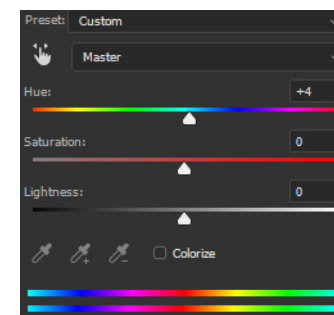 Preset: Custom
Master
Hue: +4
Saturation: 0
Lightness: 0
Colorize